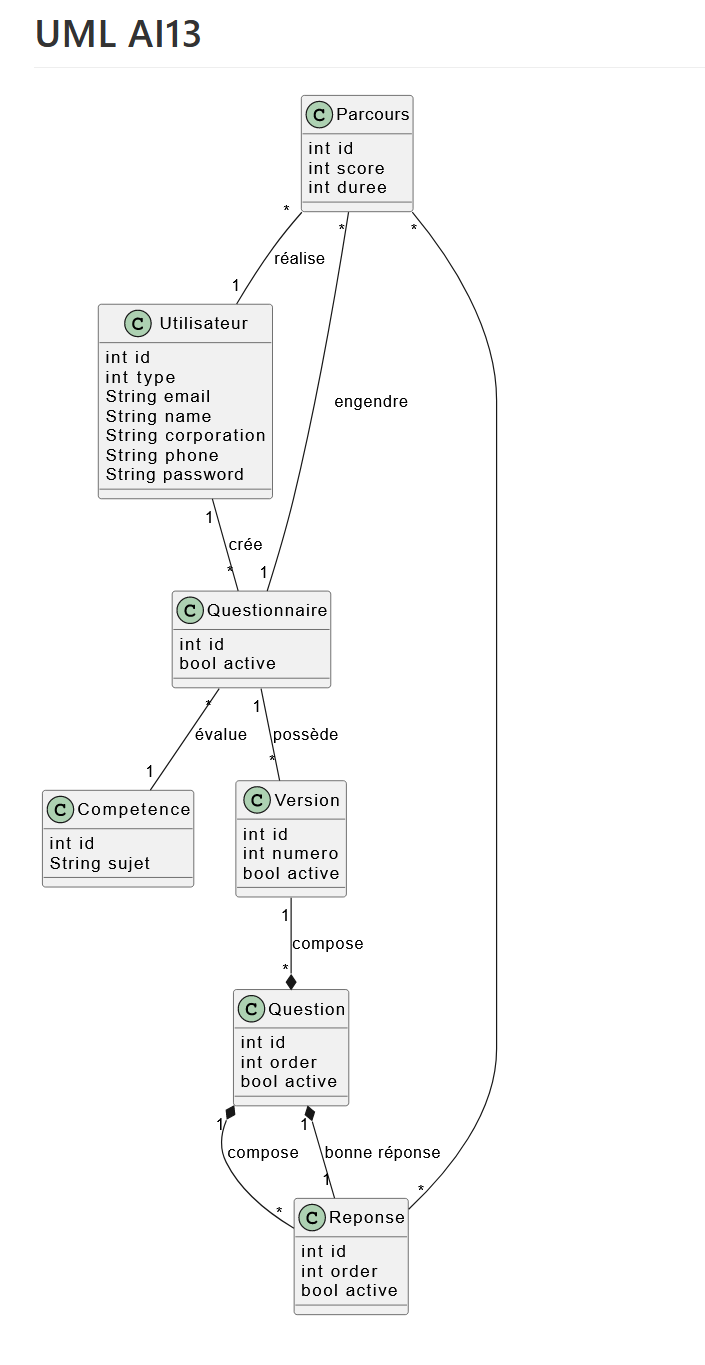 UML AI13
C Parcours
int id
int score
int duree
* * *
réalise
1
C Utilisateur
int id
int type
String email
String name
String corporation
String phone
String password
engendre
1
crée
* 1
C Questionnaire
int id
bool active
* 1
évalue possède
*
1
C Competence
int id
String sujet
C Version
int id
int numero
bool active
1
compose
*
C Question
int id
int order
bool active
1 1
compose bonne réponse
1 *
*
C Reponse
int id
int order
bool active